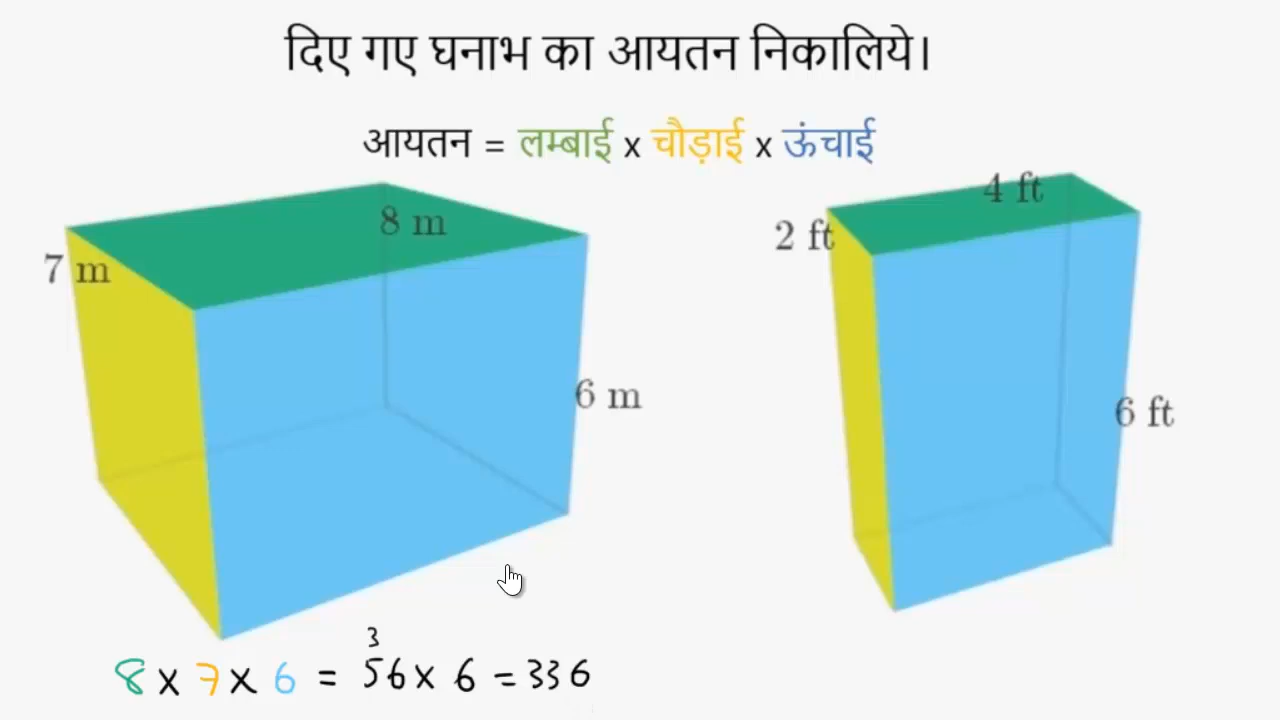 दिए गए घनाभ का आयतन निकालिये।
आयतन = लम्बाई x चौड़ाई x ऊंचाई
8 m
7 m
6 m
4 ft
2 ft
6 ft
3
8 x 7 x 6 = 56 x 6 = 336